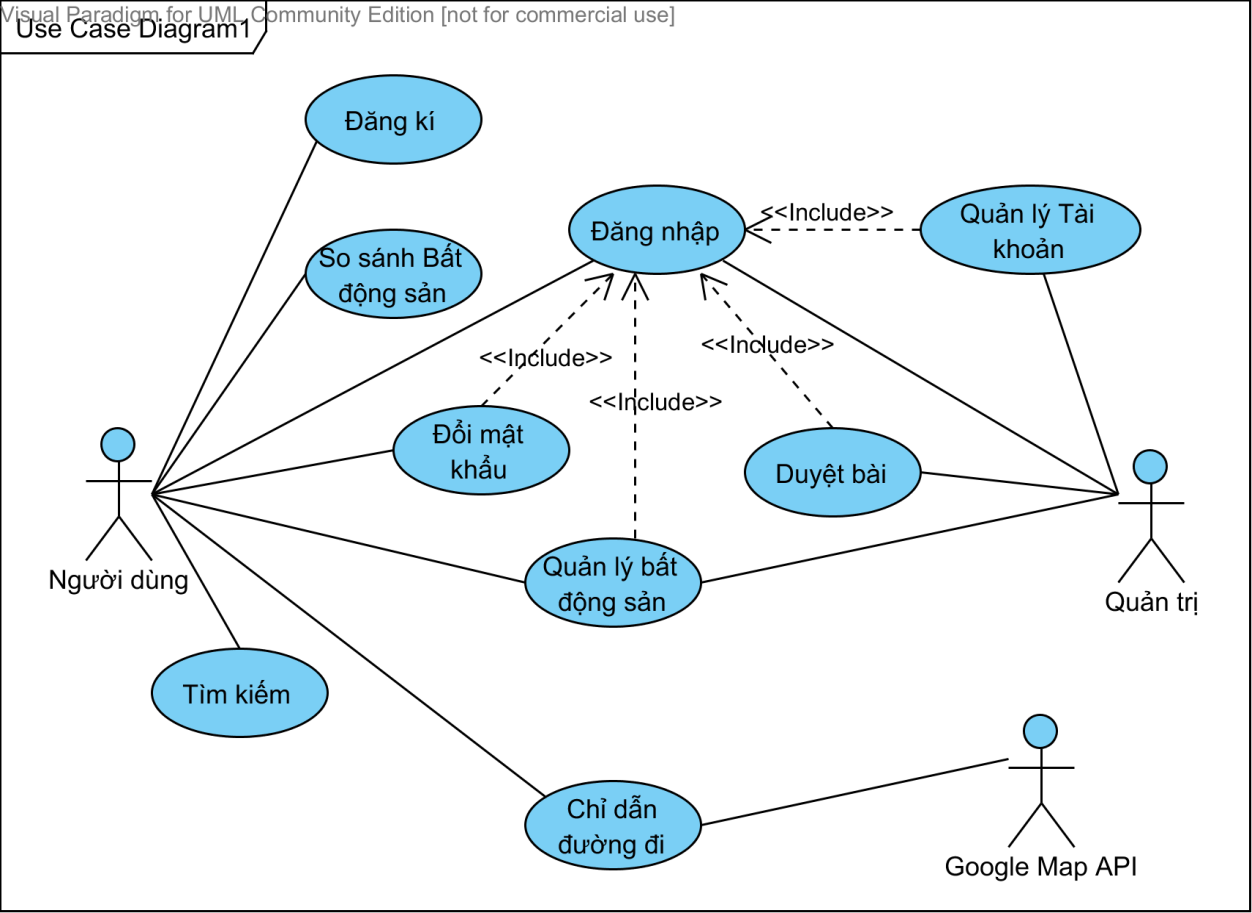 Visual Paradigm for UML Community Edition [not for commercial use]
Use Case Diagram1
Đăng kí
<<Include>>
Quản lý Tài
khoản
Đăng nhập
So sánh Bất
động sản
<<Include>>
<<Include>>
<<Include>>
Đổi mật
khẩu
Duyệt bài
Quản lý bất
động sản
Người dùng
Quản trị
Tìm kiếm
Chỉ dẫn
đường đi
Google Map API